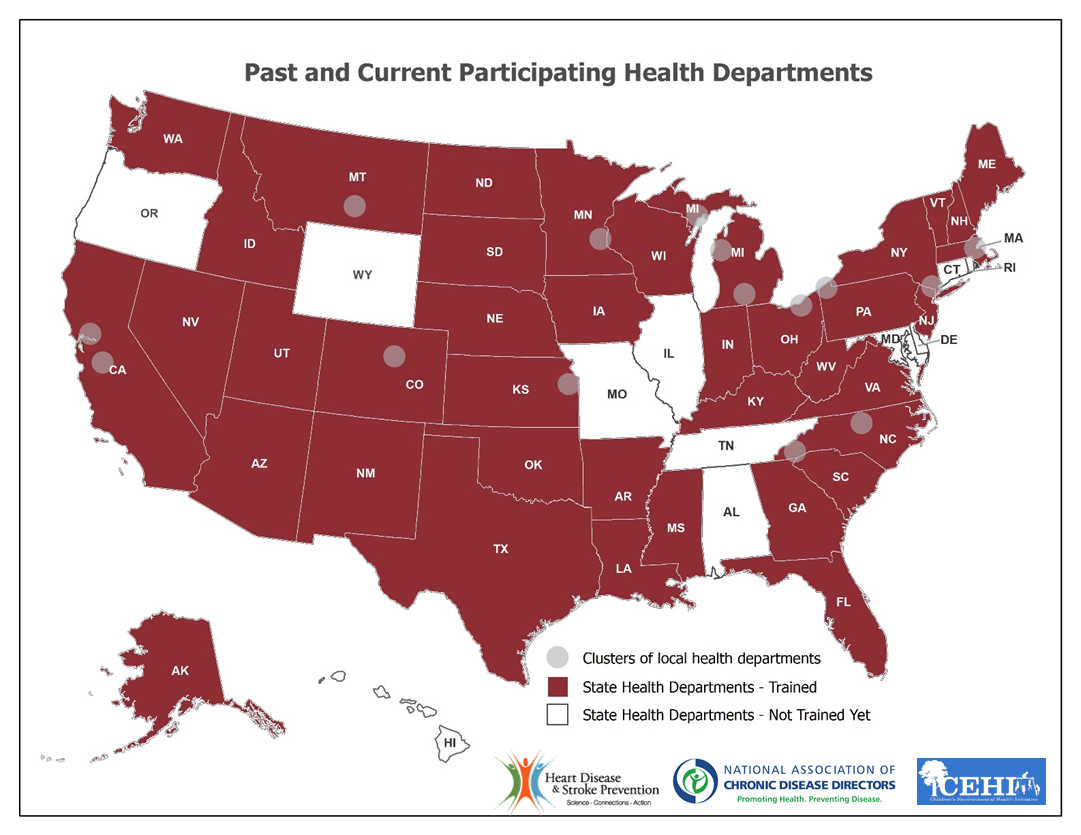 Past and Current Participating Health Departments
WA
MT
ND
MN
ME
OR
ID
SD
WI
MI
MI
VT
NH
NY
MA
RI
CT
WY
NV
UT
NE
IA
IL
IN
OH
PA
NJ
MD
DE
CA
CO
KS
MO
WV
VA
KY
NC
AZ
NM
OK
AR
TN
SC
TX
LA
MS
AL
GA
FL
AK
HI
Clusters of local health departments
State Health Departments - Trained
State Health Departments - Not Trained Yet
Heart Disease
& Stroke Prevention
Science - Connections - Action
NATIONAL ASSOCIATION OF
CHRONIC DISEASE DIRECTORS
Promoting Health. Preventing Disease.
CEHI
Children's Environmental Health Initiative